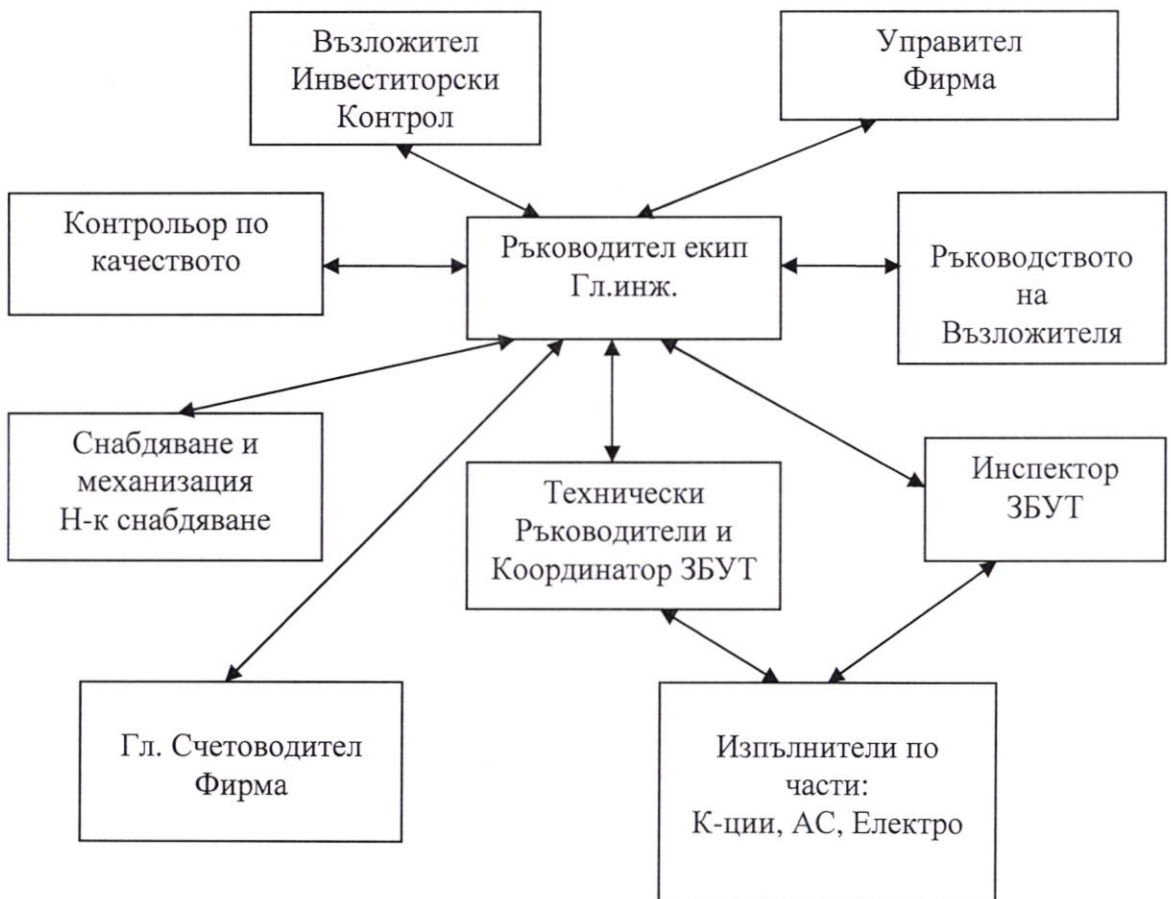 Възложител
Инвеститорски
Контрол
Управител
Фирма
Контрольор по
качеството
Ръководител екип
Гл.инж.
Ръководството
на
Възложителя
Снабдяване и
механизация
Н-к снабдяване
Технически
Ръководители и
Координатор ЗБУТ
Инспектор
ЗБУТ
Гл. Счетоводител
Фирма
Изпълнители по
части:
К-ции, АС, Електро